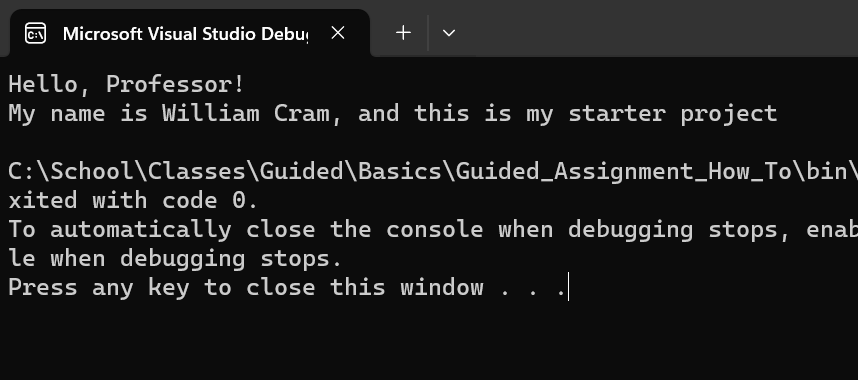 Microsoft Visual Studio Debu
Hello, Professor!
My name is William Cram, and this is my starter project
C:\School\Classes\Guided\Basics\Guided_Assignment_How_To\bin\
xited with code 0.
To automatically close the console when debugging stops, enab
le when debugging stops.
Press any key to close this window . . .